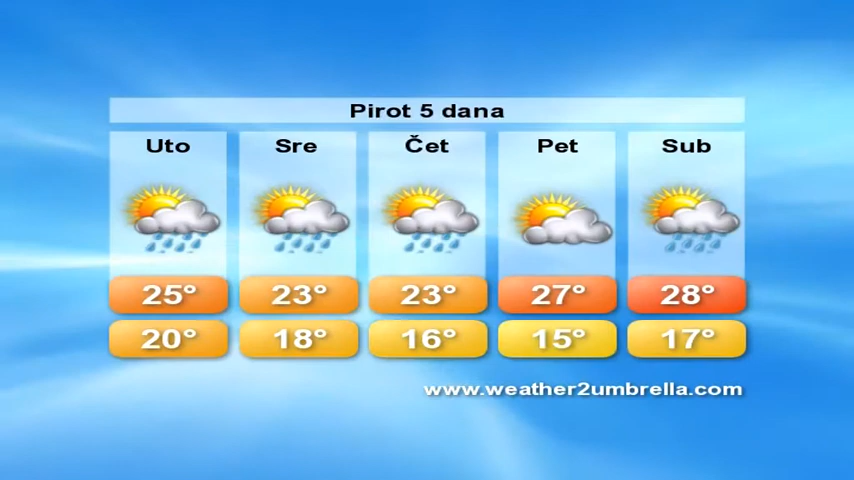 Pirot 5 dana
Uto Sre Čet Pet Sub
25° 23° 23° 27° 28°
20° 18° 16° 15° 17°
www.weather2umbrella.com